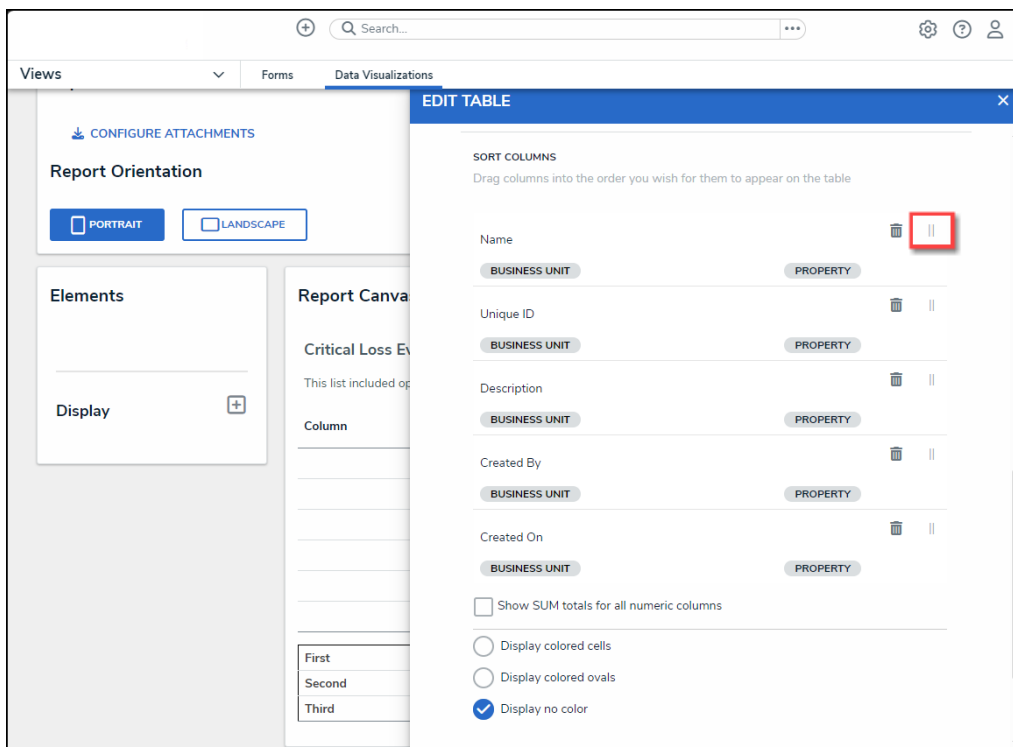 Search...
Views
Forms
Data Visualizations
CONFIGURE ATTACHMENTS
Report Orientation
PORTRAIT
LANDSCAPE
Elements
Display
Report Canva
Critical Loss Ev
This list included op
Column
First
Second
Third
EDIT TABLE
SORT COLUMNS
Drag columns into the order you wish for them to appear on the table
Name
BUSINESS UNIT PROPERTY
Unique ID
BUSINESS UNIT PROPERTY
Description
BUSINESS UNIT PROPERTY
Created By
BUSINESS UNIT PROPERTY
Created On
BUSINESS UNIT PROPERTY
Show SUM totals for all numeric columns
Display colored cells
Display colored ovals
Display no color